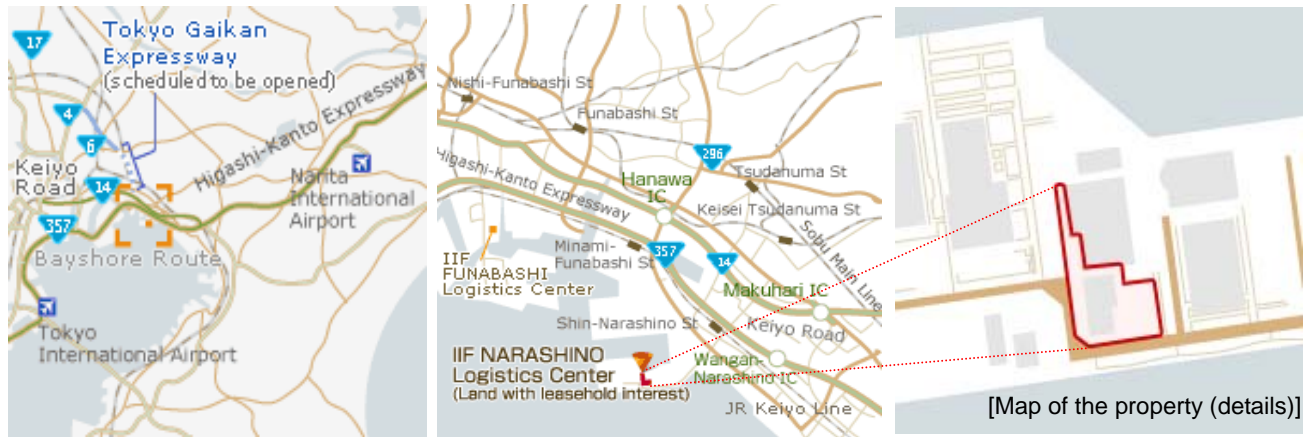 Tokyo Gaikan
Expressway
(scheduled to be opened)
17
4
6
Keiyo
Road
14
357
Higashi-Kanto Expressway
Narita
International
Airport
Bayshore Route
Tokyo
International Airport
Nishi-Funabashi St
Funabashi St
296
Tsudanuma St
Higashi-Kanto Expressway
Hanawa
IC
Keisei Tsudanuma St
Sobu Main Line
IIF
FUNABASHI
Logistics Center
Minami-
Funabashi St
357
14
Makuhari IC
Keiyo Road
Shin-Narashino St
IIF NARASHINO
Logistics Center
(Land with leasehold interest)
Wangan-
Narashino IC
JR Keiyo Line
[Map of the property (details)]